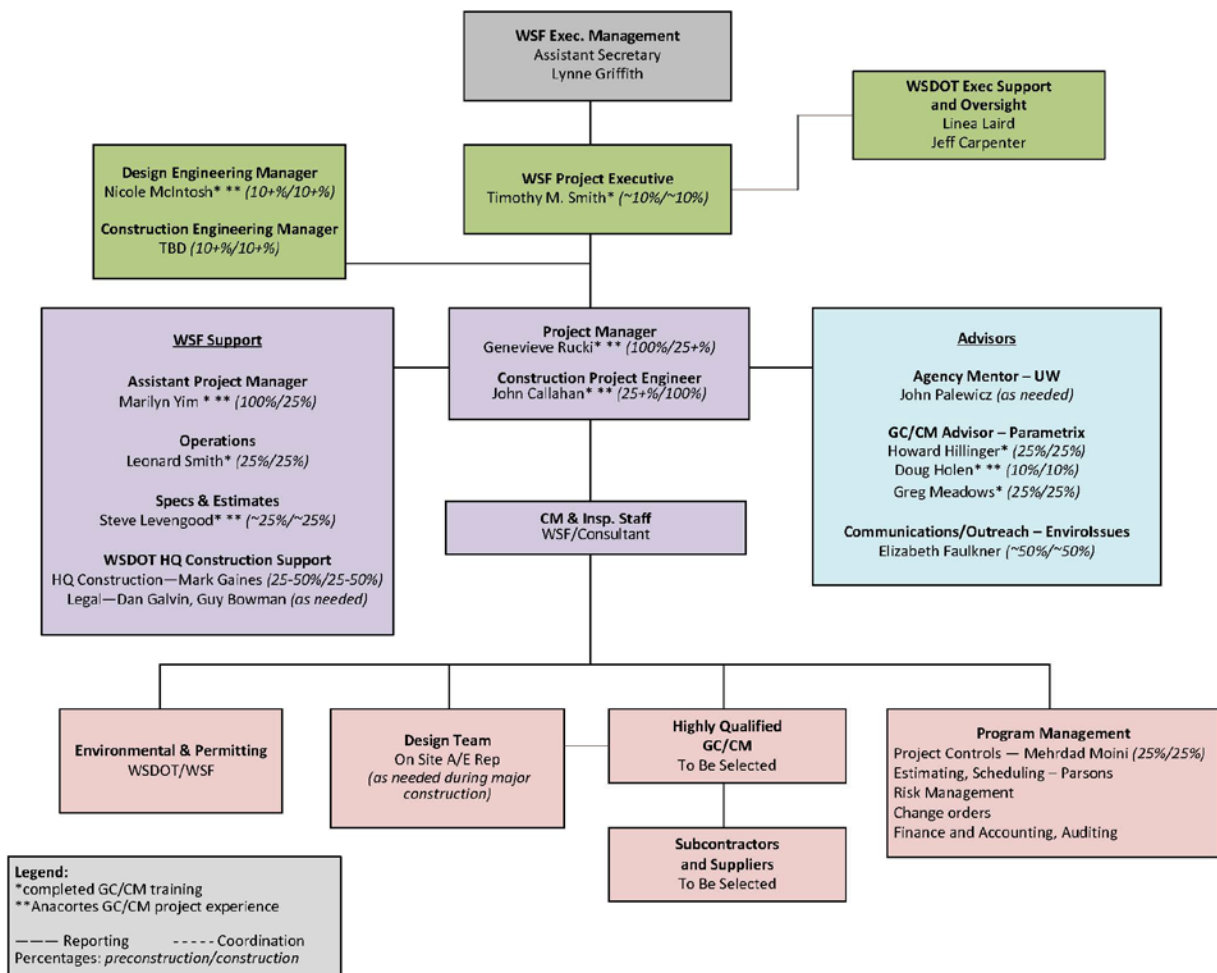 WSF Exec. Management
Assistant Secretary
Lynne Griffith
WSDOT Exec Support
and Oversight
Linea Laird
Jeff Carpenter
Design Engineering Manager
Nicole McIntosh* ** (10+%/10+%)
Construction Engineering Manager
TBD (10+%/10+%)
WSF Project Executive
Timothy M. Smith* (~10%/~10%)
WSF Support
Assistant Project Manager
Marilyn Yim * ** (100%/25%)
Operations
Leonard Smith* (25%/25%)
Specs & Estimates
Steve Levengood* ** (~25%/~25%)
WSDOT HQ Construction Support
HQ Construction—Mark Gaines (25-50%/25-50%)
Legal—Dan Galvin, Guy Bowman (as needed)
Project Manager
Genevieve Rucki* ** (100%/25+%)
Construction Project Engineer
John Callahan* ** (25+%/100%)
Advisors
Agency Mentor – UW
John Palewicz (as needed)
GC/CM Advisor – Parametrix
Howard Hillinger* (25%/25%)
Doug Holen* ** (10%/10%)
Greg Meadows* (25%/25%)
Communications/Outreach – EnviroIssues
Elizabeth Faulkner (~50%/~50%)
CM & Insp. Staff
WSF/Consultant
Environmental & Permitting
WSDOT/WSF
Design Team
On Site A/E Rep
(as needed during major
construction)
Highly Qualified
GC/CM
To Be Selected
Subcontractors
and Suppliers
To Be Selected
Program Management
Project Controls — Mehrdad Moini (25%/25%)
Estimating, Scheduling – Parsons
Risk Management
Change orders
Finance and Accounting, Auditing
Legend:
*completed GC/CM training
**Anacortes GC/CM project experience
——— Reporting - - - - - Coordination
Percentages: preconstruction/construction